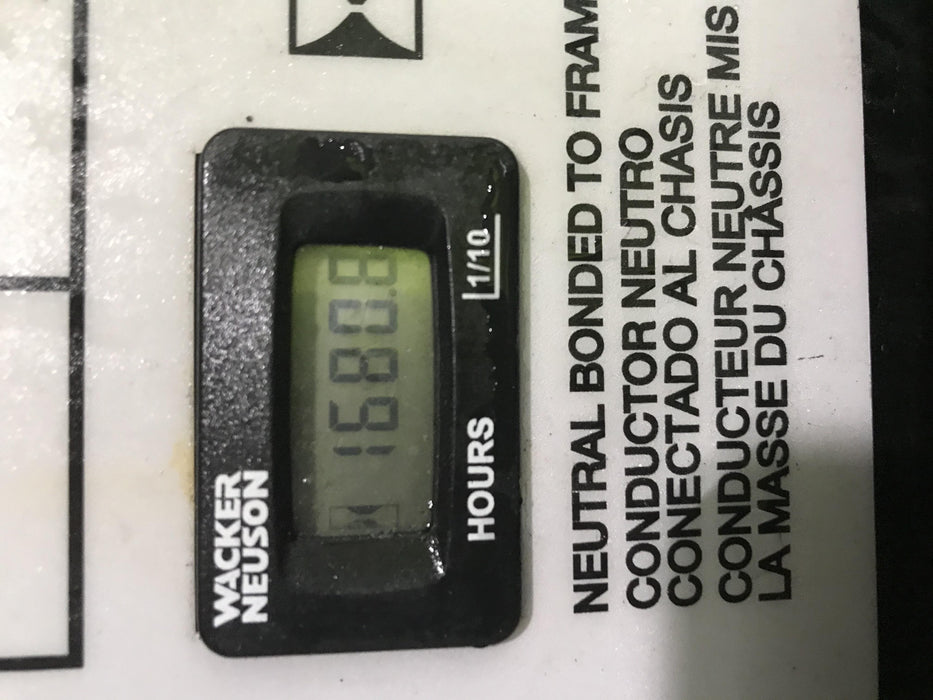 WACKER
NEUSON
1680.8
HOURS 1/10
NEUTRAL BONDED TO FRAM
CONDUCTOR NEUTRO
CONECTADO AL CHASIS
CONDUCTEUR NEUTRE MIS
LA MASSE DU CHÂSSIS